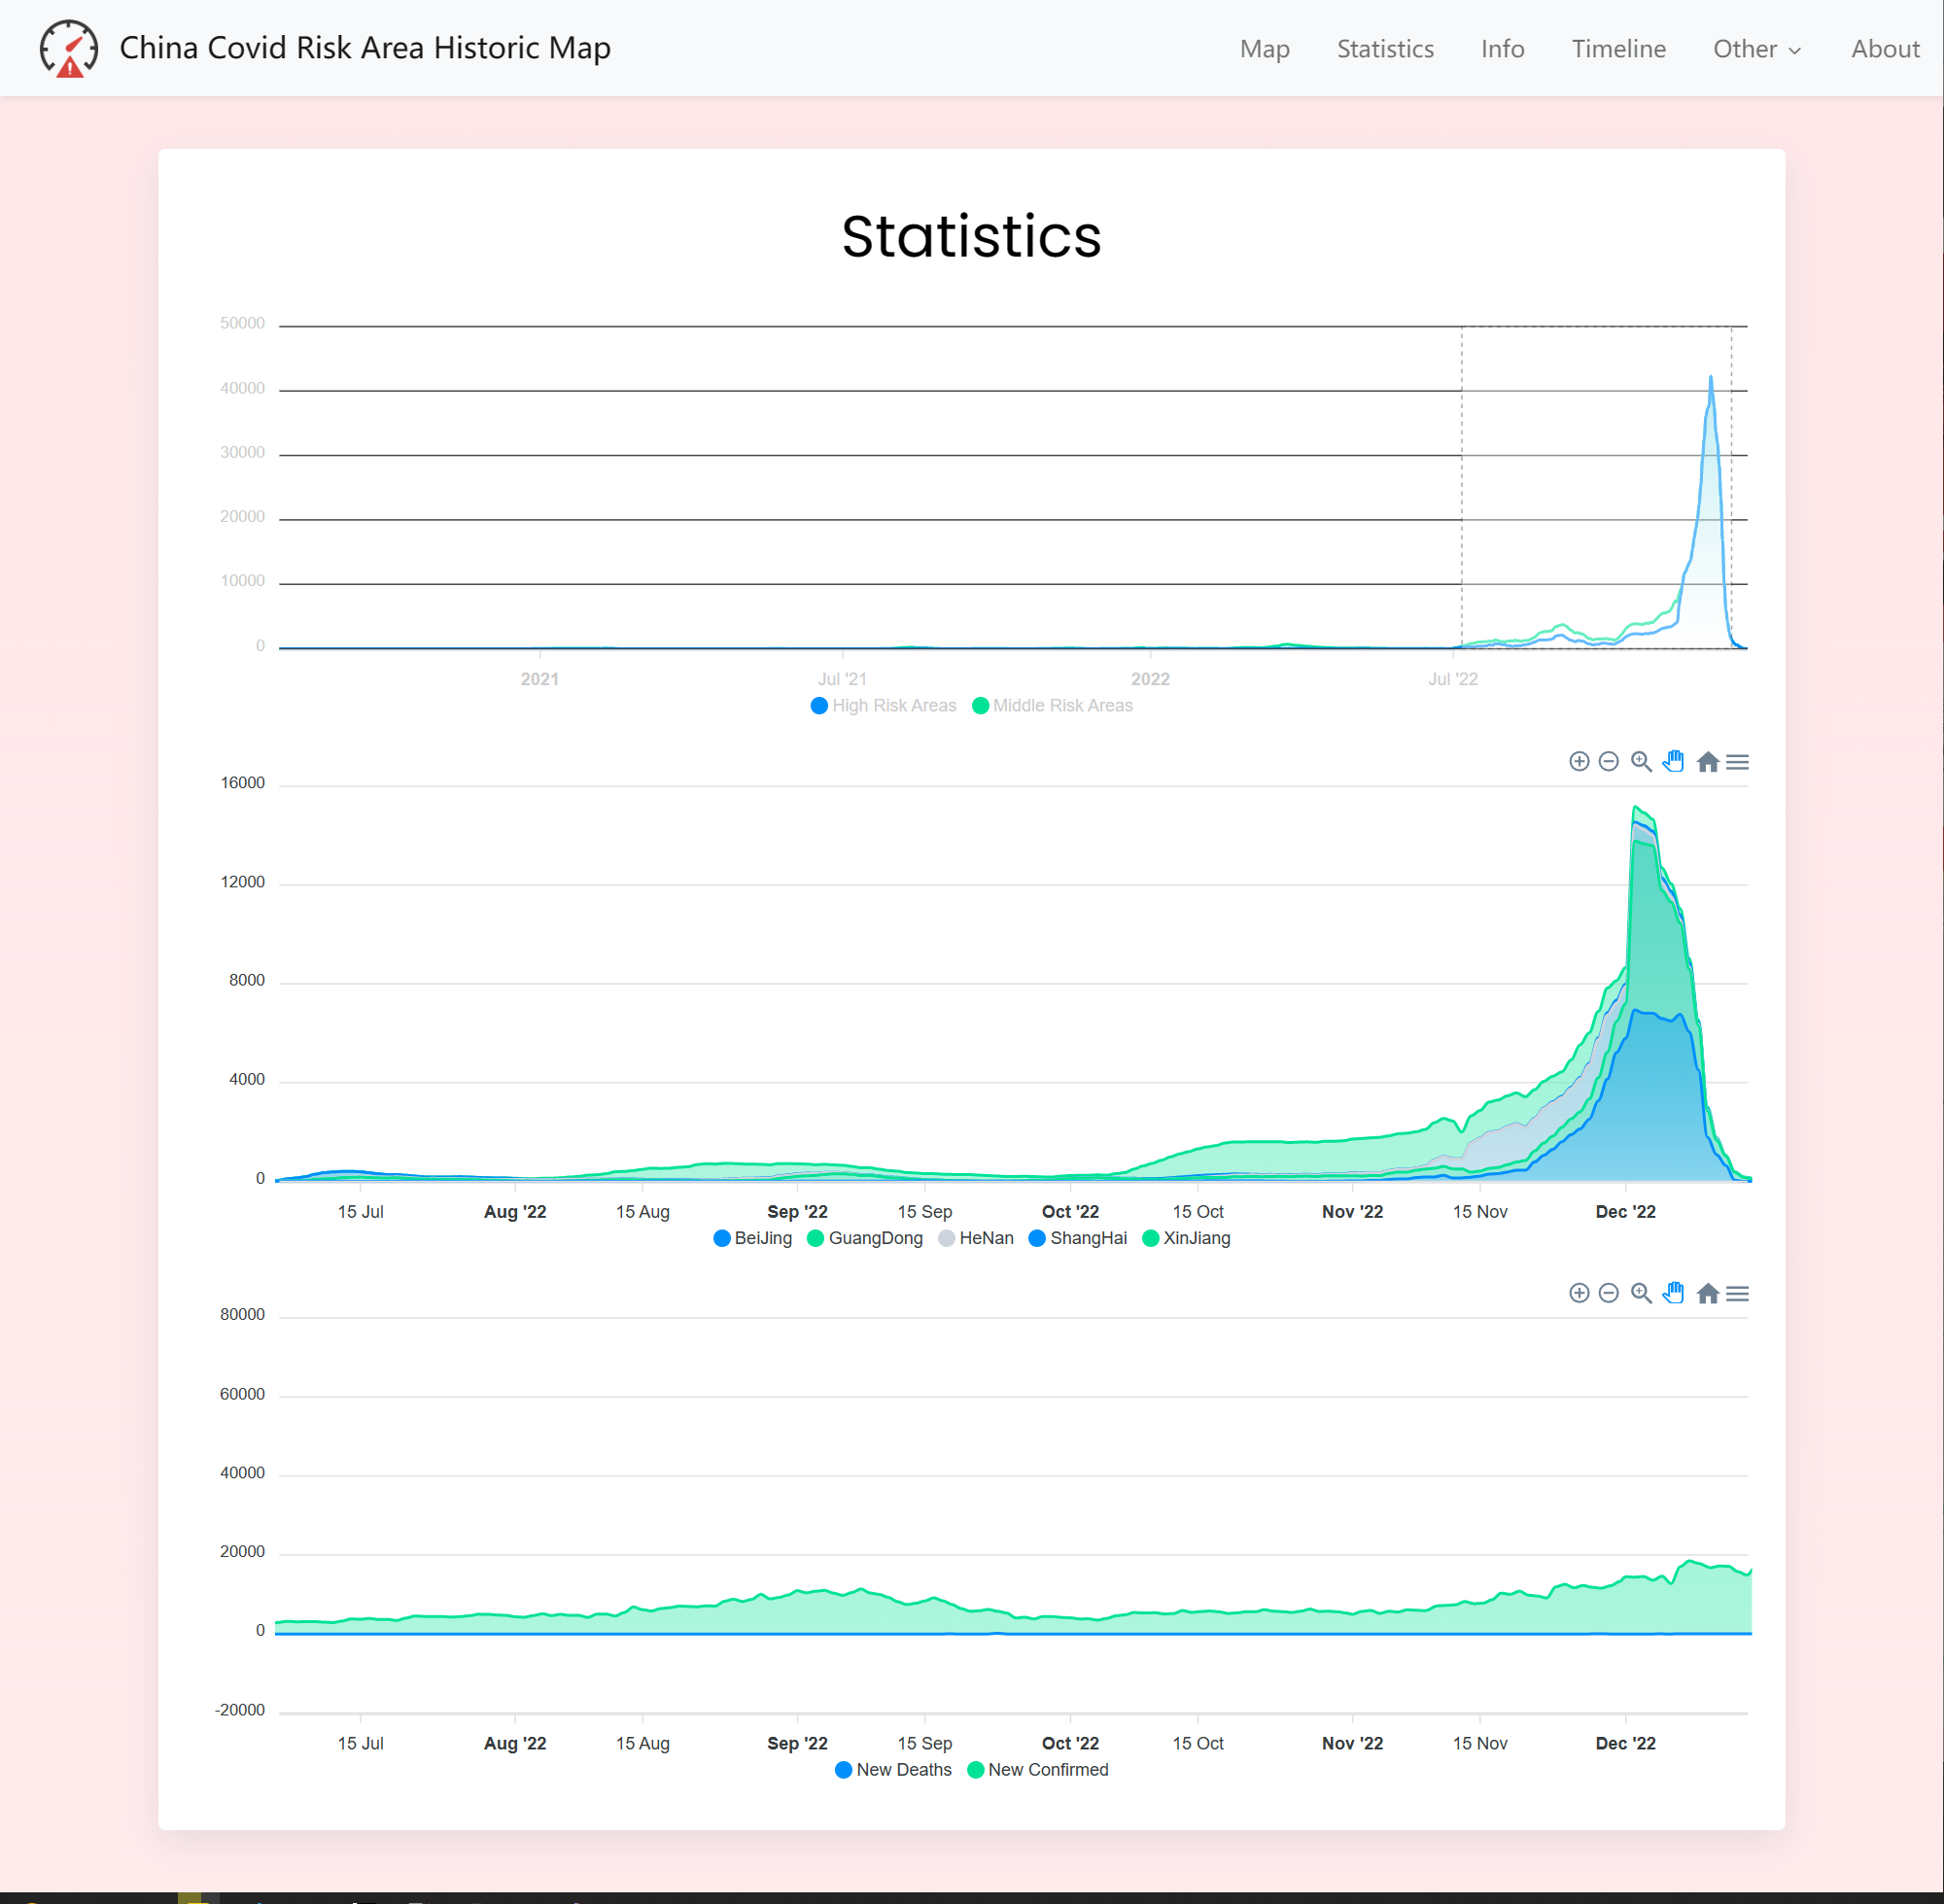 China Covid Risk Area Historic Map
Map Statistics Info Timeline Other About
Statistics
50000
40000
30000
20000
10000
0
2021 Jul '21 2022 Jul '22
High Risk Areas Middle Risk Areas
16000
12000
8000
4000
0
15 Jul Aug '22 15 Aug Sep '22 15 Sep Oct '22 15 Oct Nov '22 15 Nov Dec '22
BeiJing GuangDong HeNan ShangHai XinJiang
80000
60000
40000
20000
0
-20000
15 Jul Aug '22 15 Aug Sep '22 15 Sep Oct '22 15 Oct Nov '22 15 Nov Dec '22
New Deaths New Confirmed